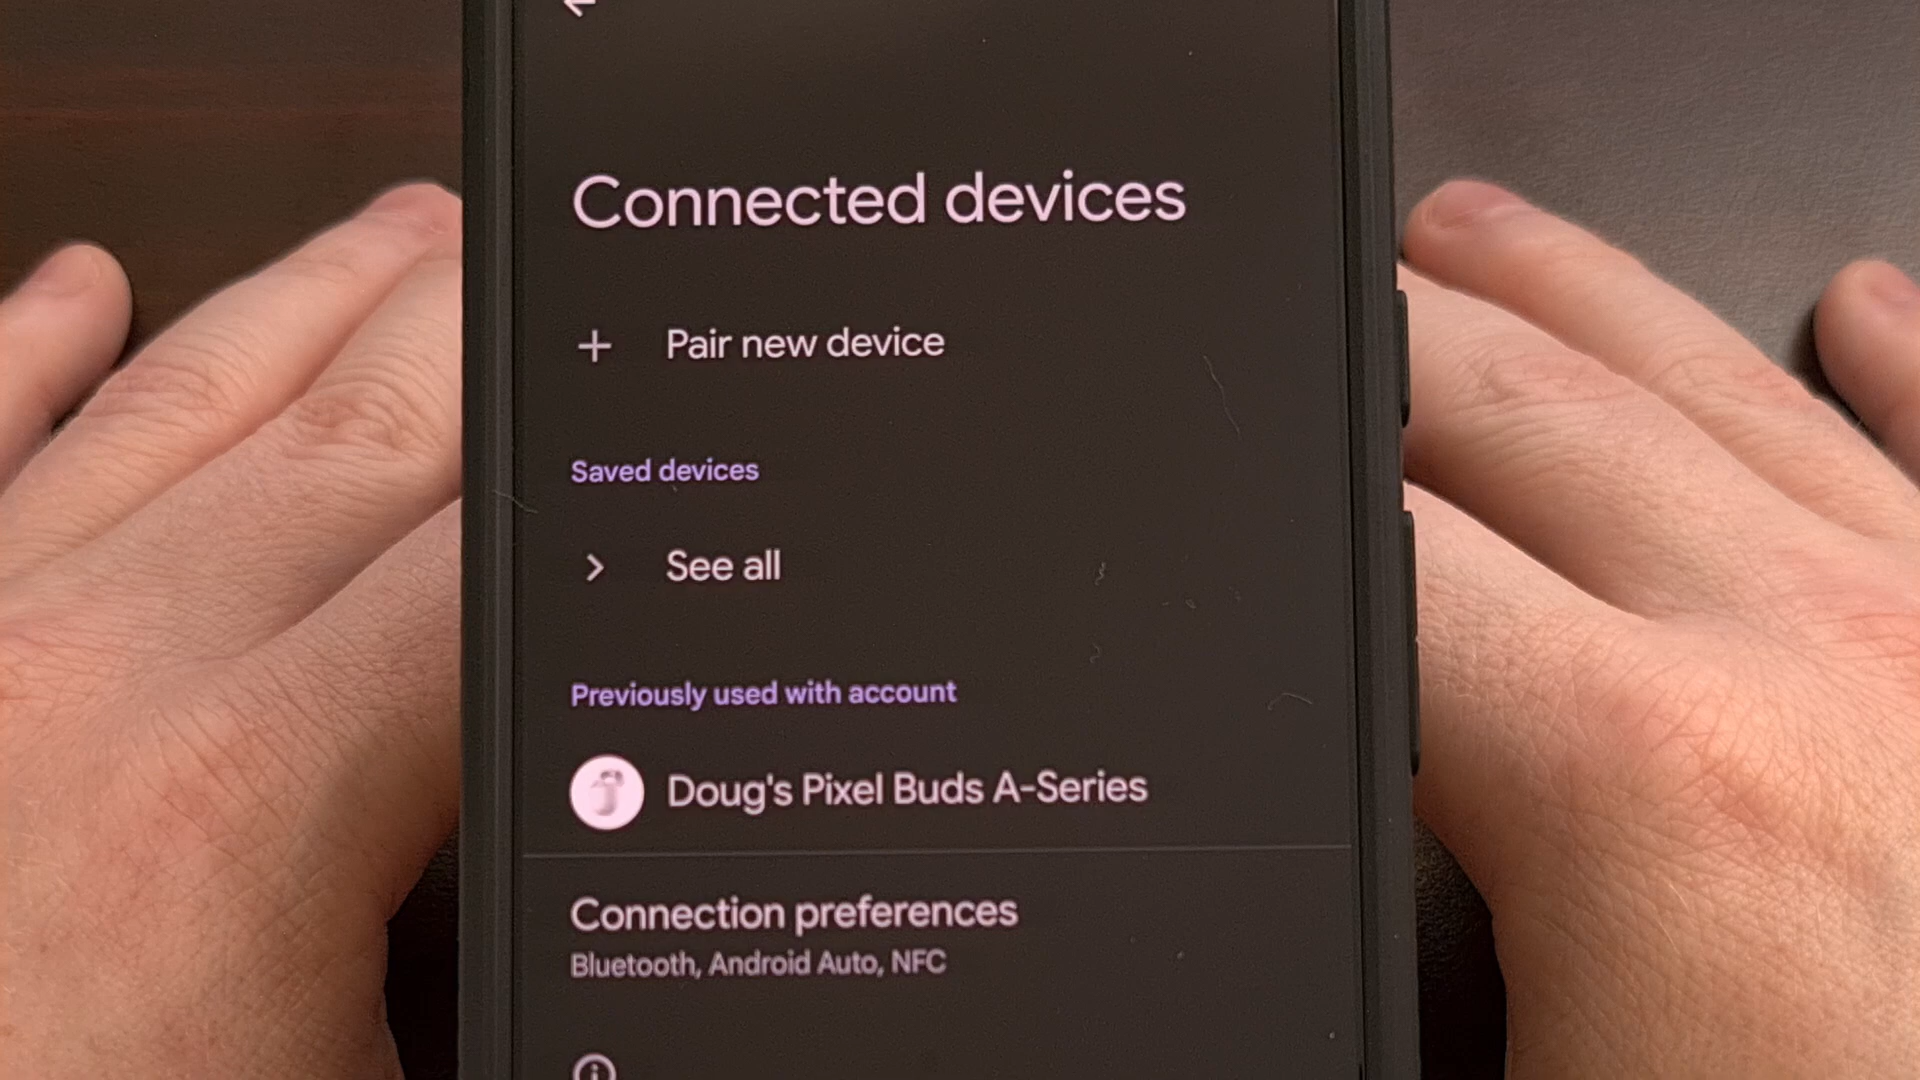 Connected devices
Pair new device
Saved devices
See all
Previously used with account
Doug's Pixel Buds A-Series
Connection preferences
Bluetooth, Android Auto, NFC